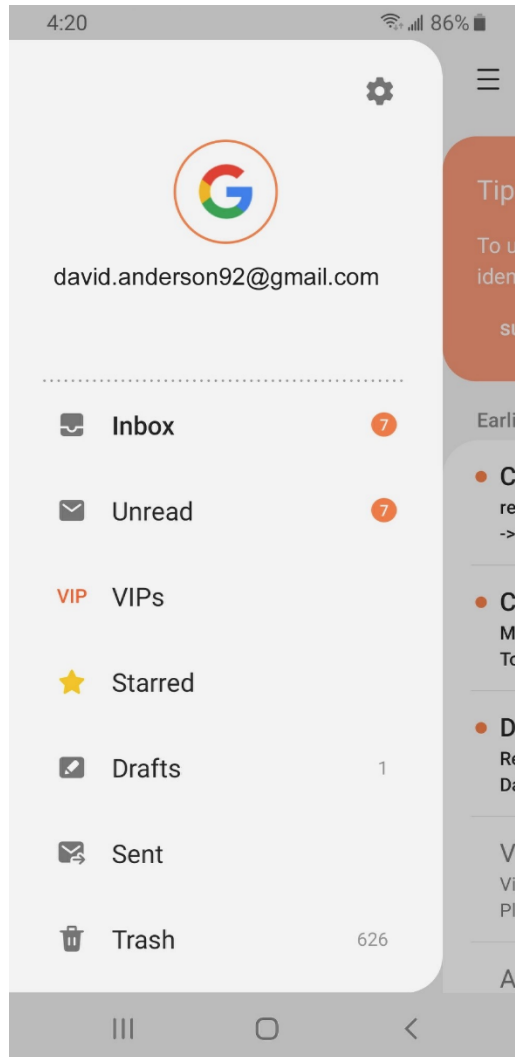 4:20 86%
david.anderson92@gmail.com
Inbox 7
Unread 7
VIP VIPs
Starred
Drafts 1
Sent
Trash 626
Tip
To u
iden
su
Earli
C
re
->
C
M
To
D
Re
Da
V
Vi
Pl
A